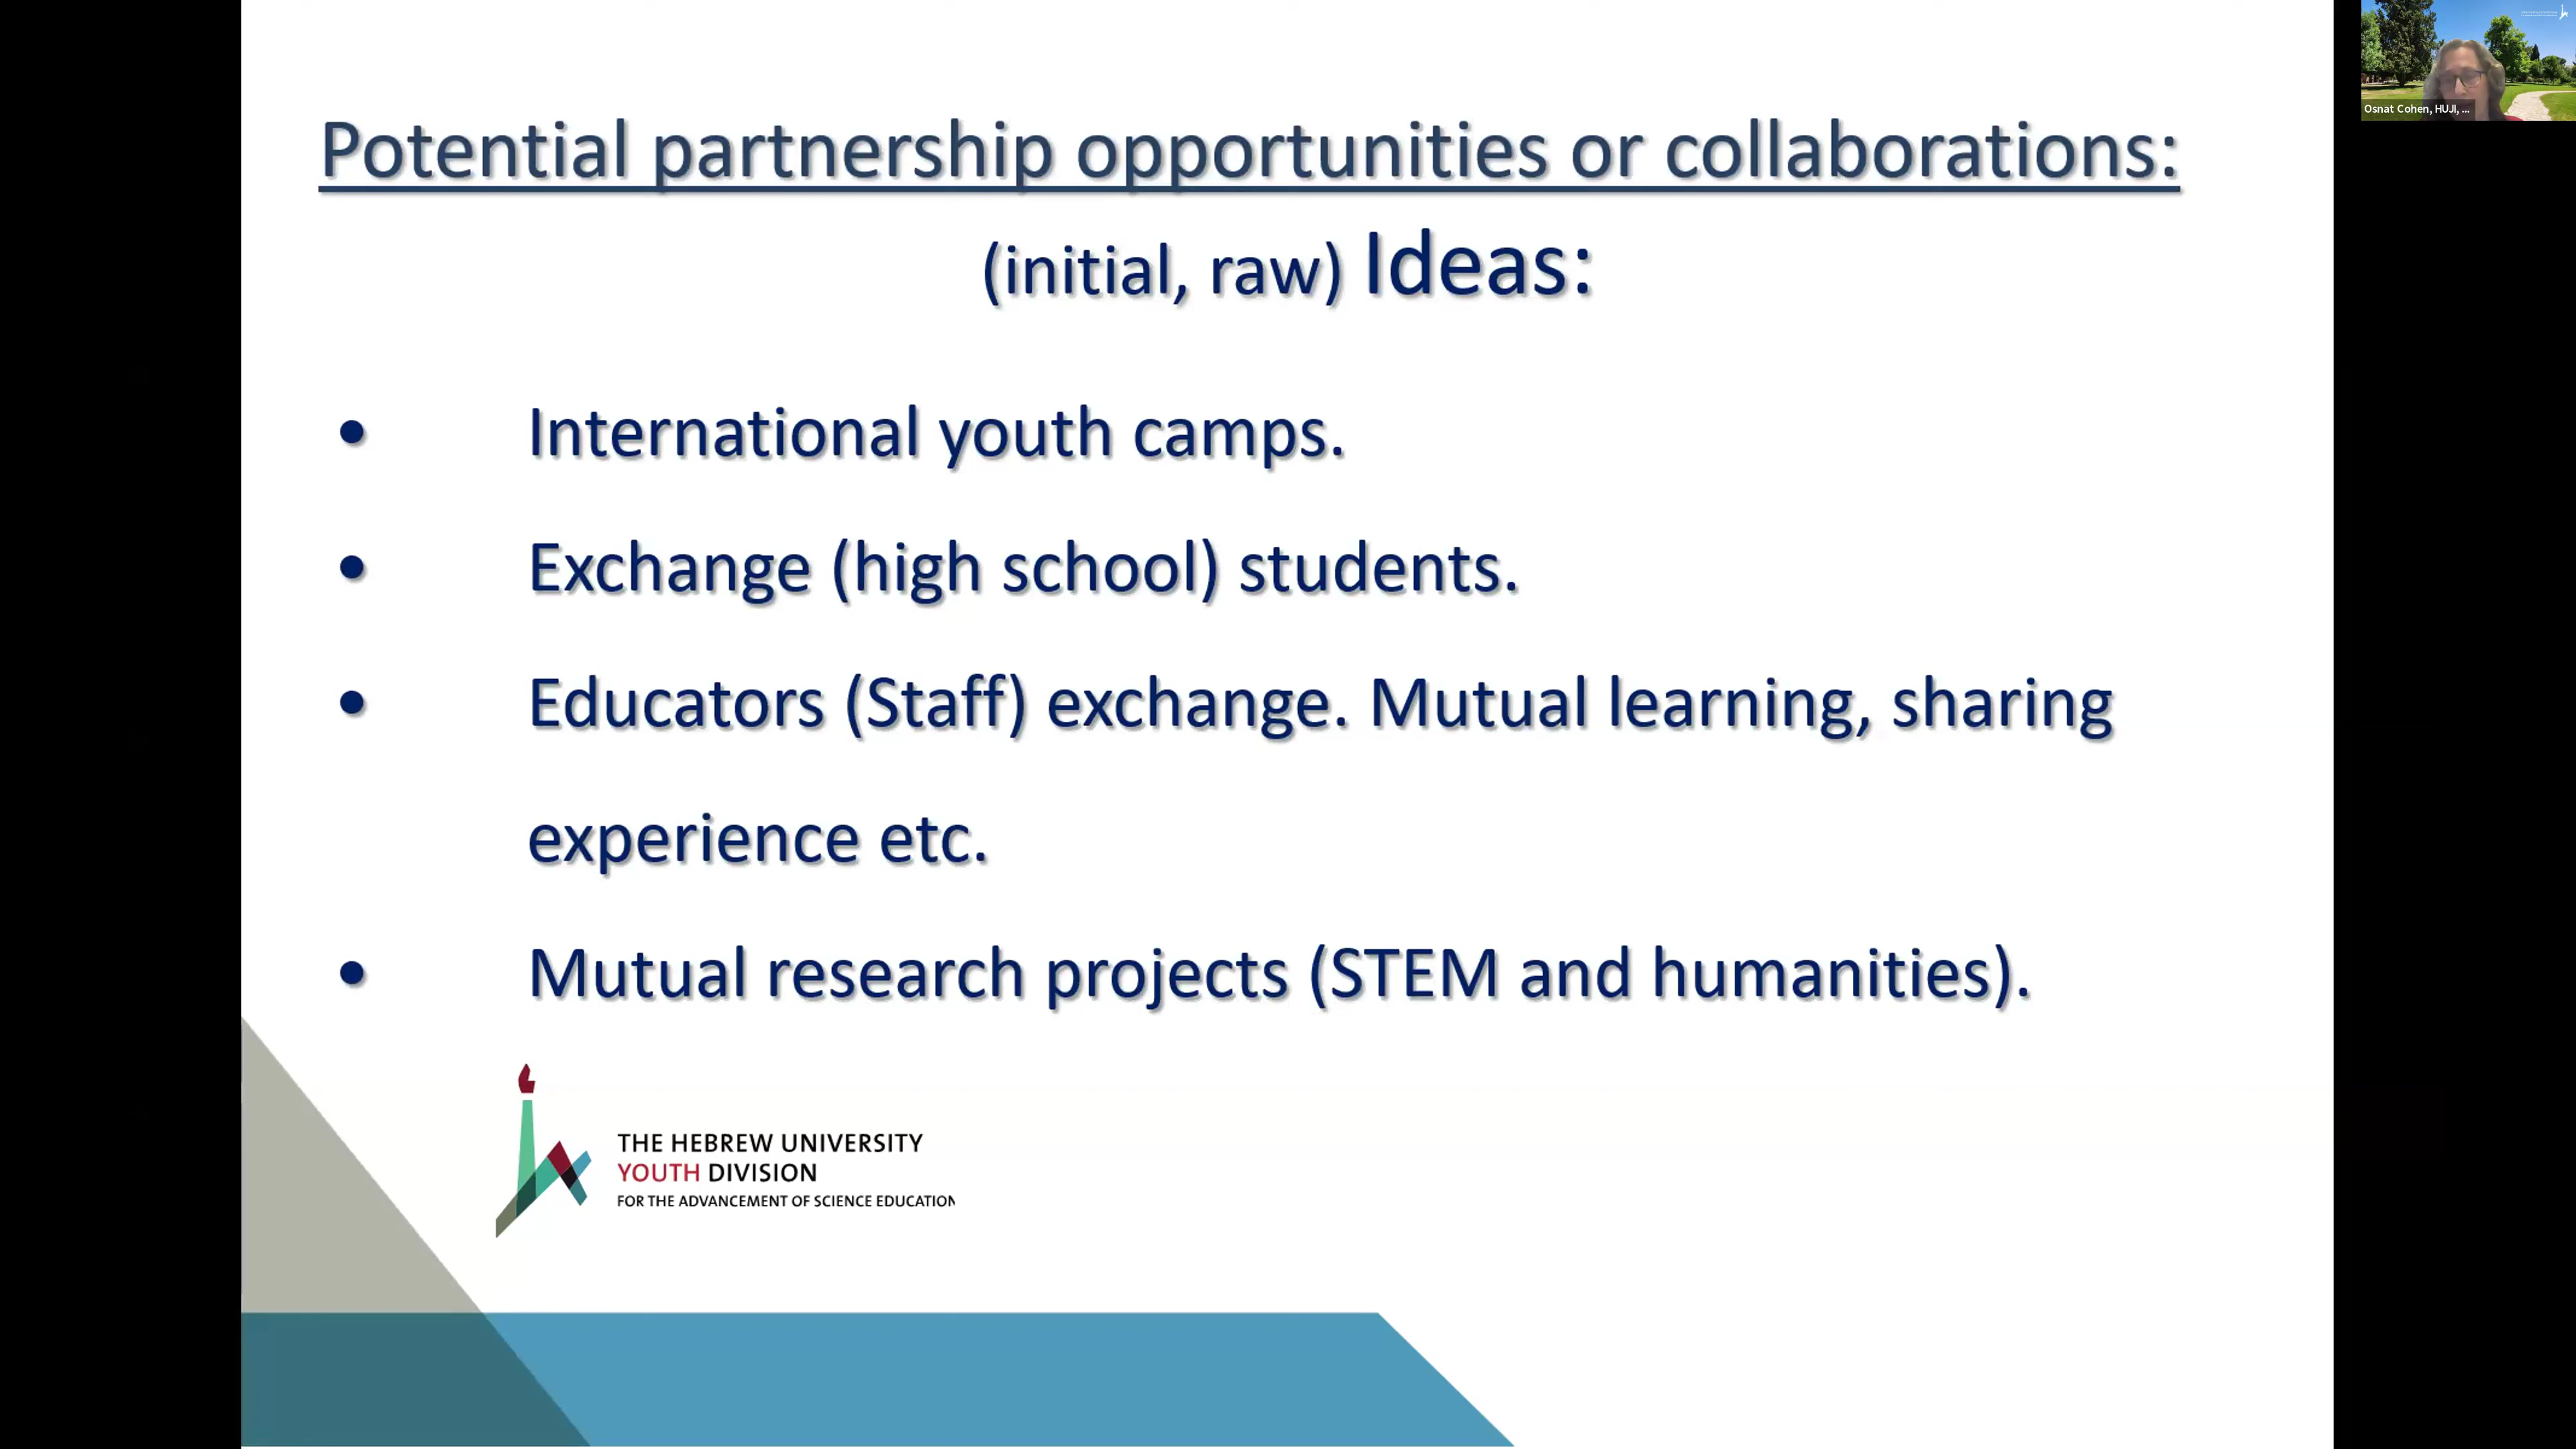 Potential partnership opportunities or collaborations:
(initial, raw) Ideas:
• International youth camps.
• Exchange (high school) students.
• Educators (Staff) exchange. Mutual learning, sharing
experience etc.
• Mutual research projects (STEM and humanities).
THE HEBREW UNIVERSITY
YOUTH DIVISION
FOR THE ADVANCEMENT OF SCIENCE EDUCATION
Osnat Cohen, HUJI, ...